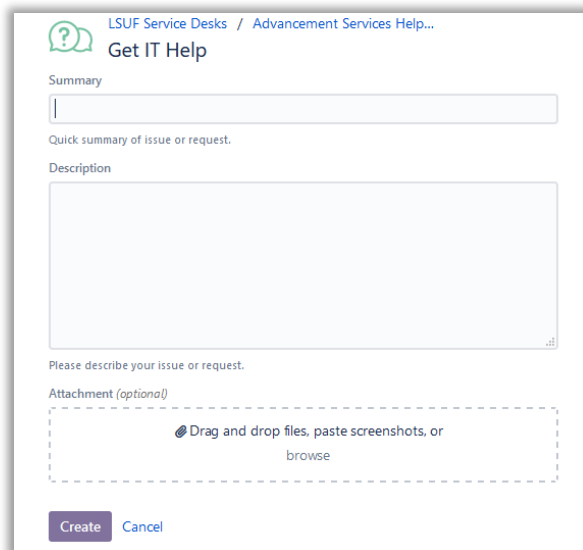 LSUF Service Desks / Advancement Services Help...
Get IT Help
Summary
Quick summary of issue or request.
Description
Please describe your issue or request.
Attachment (optional)
Drag and drop files, paste screenshots, or
browse
Create Cancel